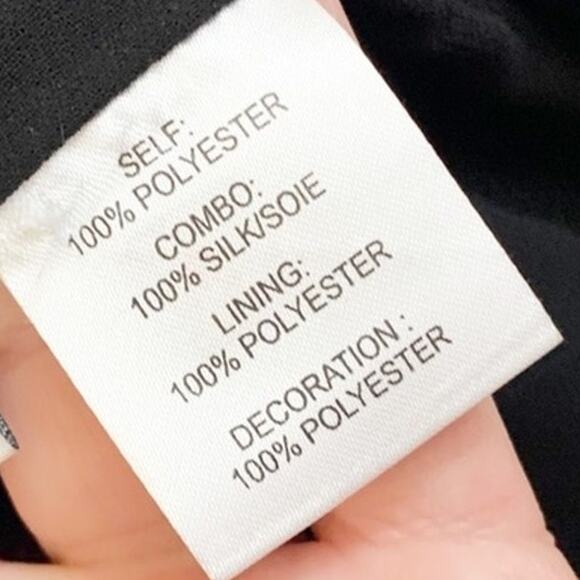 SELF:
100% POLYESTER
COMBO:
100% SILK/SOIE
LINING:
100% POLYESTER
DECORATION :
100% POLYESTER